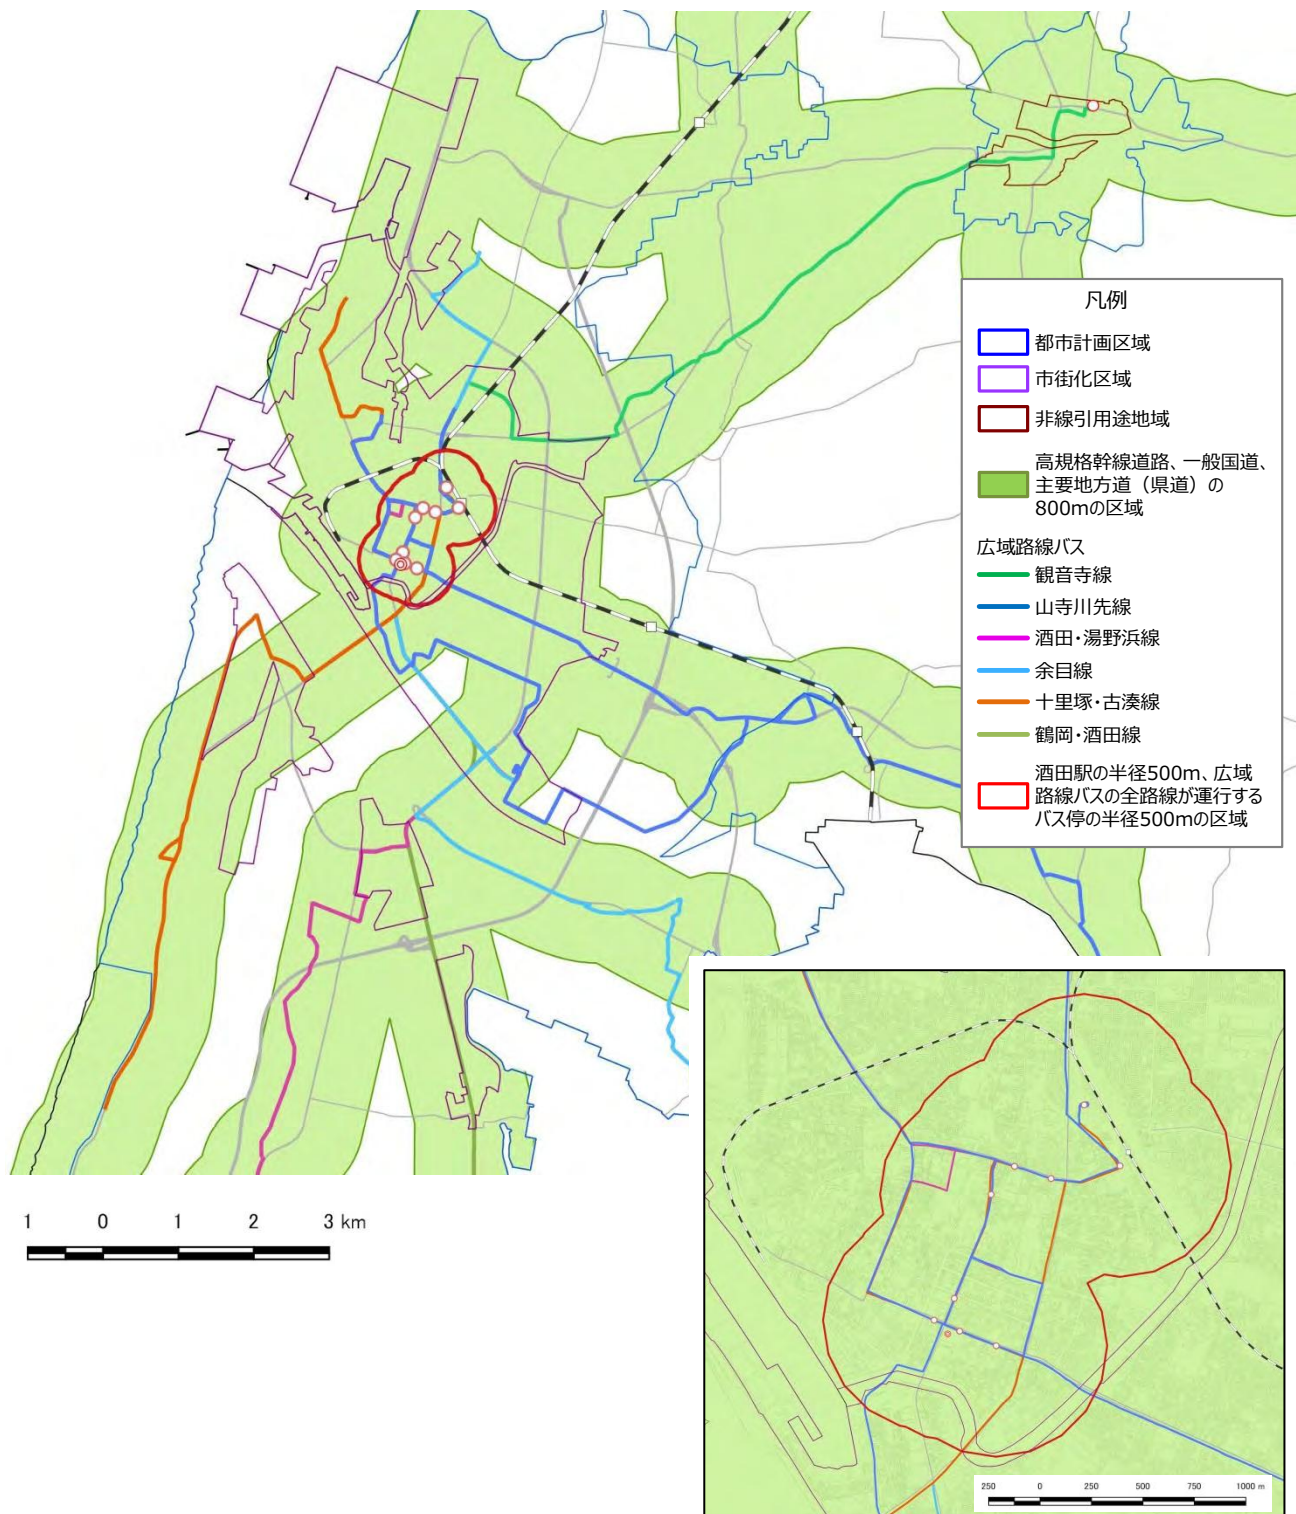 凡例
都市計画区域
市街化区域
非線引用途地域
高規格幹線道路、一般国道、
主要地方道（県道）の
800mの区域
広域路線バス
観音寺線
山寺川先線
酒田・湯野浜線
余目線
十里塚・古湊線
鶴岡・酒田線
酒田駅の半径500m、広域
路線バスの全路線が運行する
バス停の半径500mの区域
1 0 1 2 3 km
250 0 250 500 750 1000 m